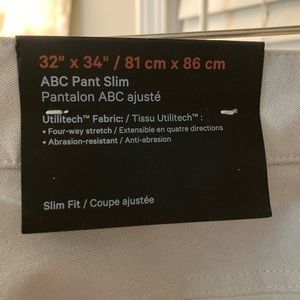 32" x 34" / 81 cm x 86 cm
ABC Pant Slim
Pantalon ABC ajusté
Utilitech™ Fabric: / Tissu Utilitech™ :
• Four-way stretch / Extensible en quatre directions
• Abrasion-resistant / Anti-abrasion
Slim Fit / Coupe ajustée